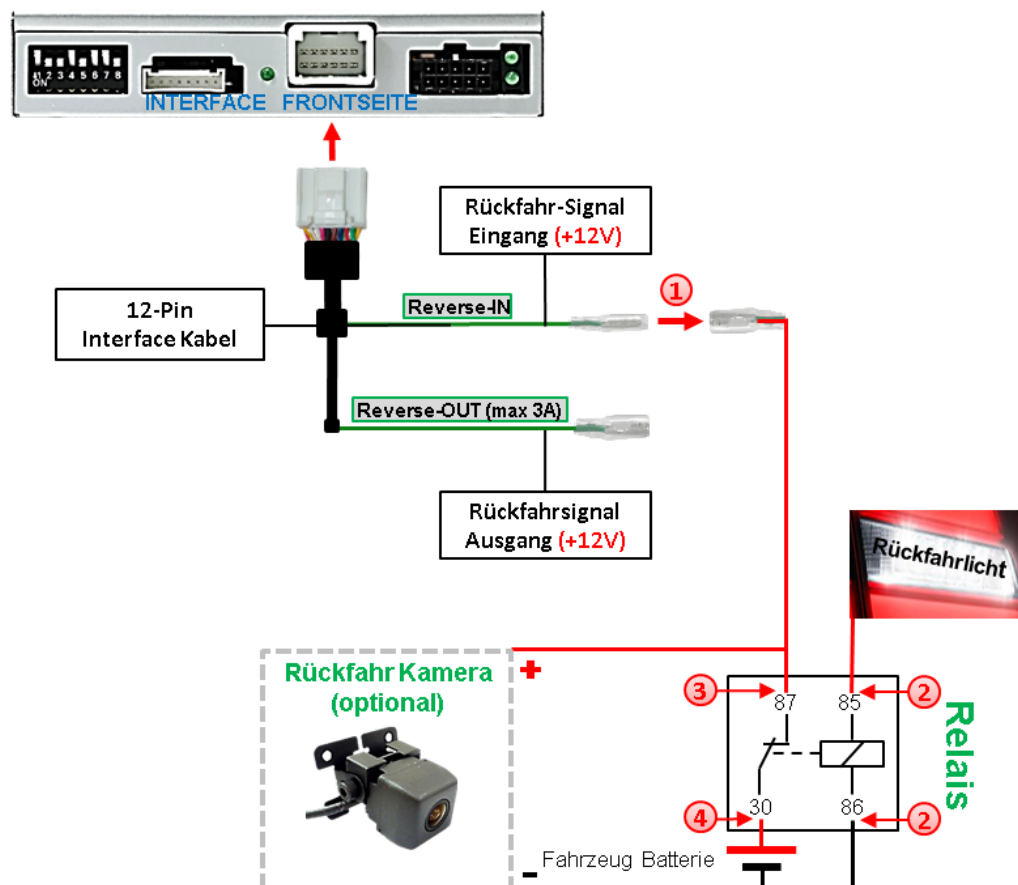 1 2 3 4 5 6 7 8
ON
INTERFACE FRONTSEITE
Rückfahr-Signal
Eingang (+12V)
12-Pin
Interface Kabel
Reverse-IN
1
Reverse-OUT (max 3A)
Rückfahrsignal
Ausgang (+12V)
Rückfahrlicht
Rückfahr Kamera
(optional)
+
3
87
85
2
Relais
4
30
86
2
- Fahrzeug Batterie